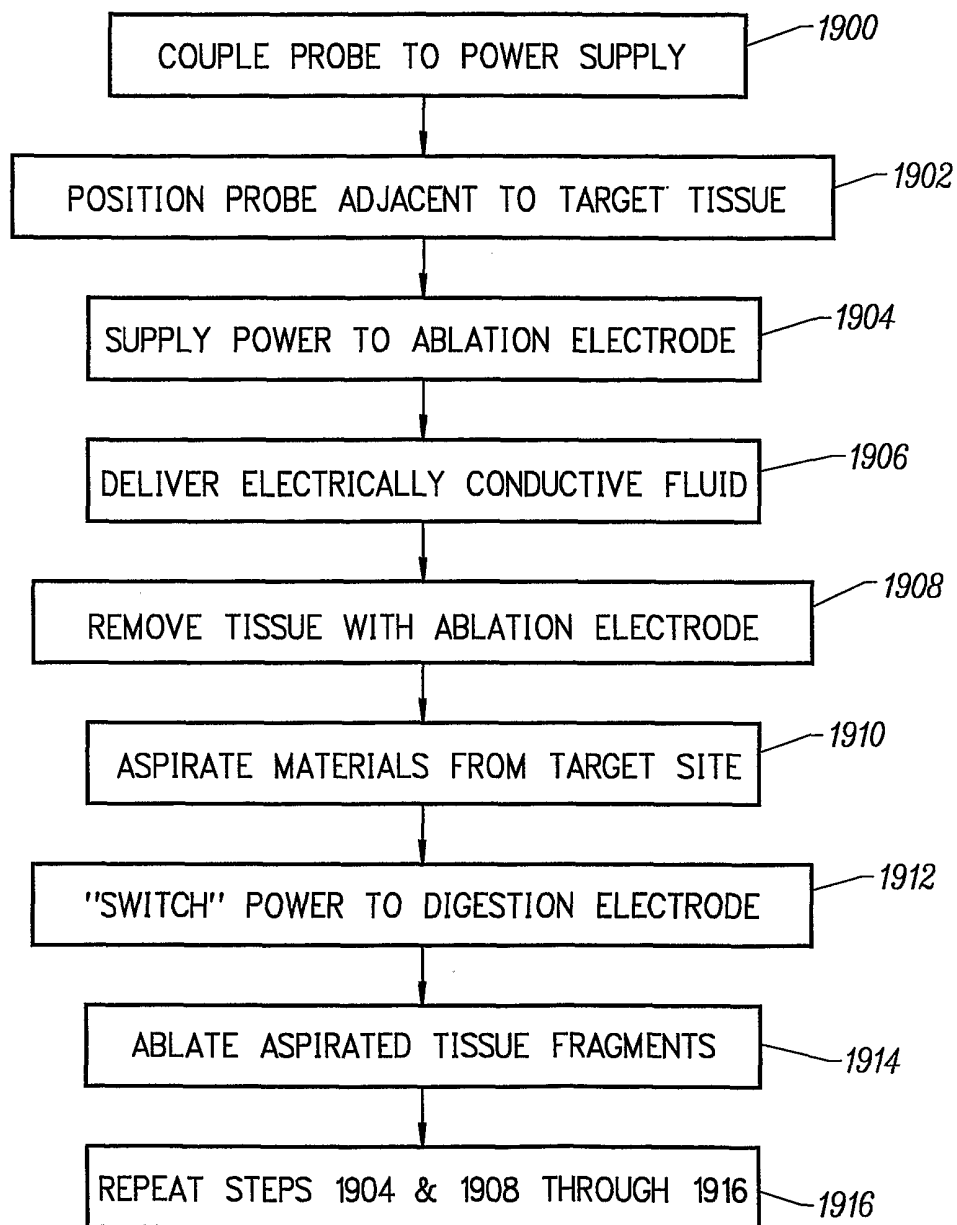 COUPLE PROBE TO POWER SUPPLY
1900
POSITION PROBE ADJACENT TO TARGET TISSUE
1902
SUPPLY POWER TO ABLATION ELECTRODE
1904
DELIVER ELECTRICALLY CONDUCTIVE FLUID
1906
REMOVE TISSUE WITH ABLATION ELECTRODE
1908
ASPIRATE MATERIALS FROM TARGET SITE
1910
"SWITCH" POWER TO DIGESTION ELECTRODE
1912
ABLATE ASPIRATED TISSUE FRAGMENTS
1914
REPEAT STEPS 1904 & 1908 THROUGH 1916
1916